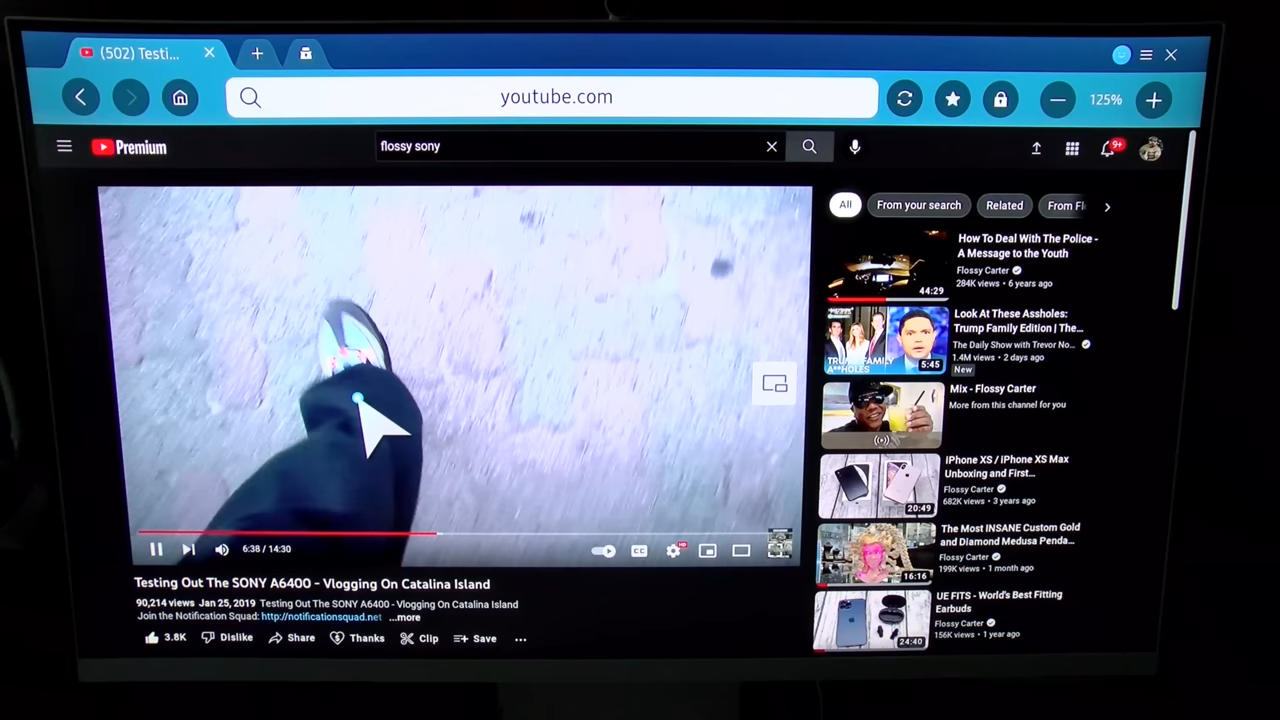 (502) Testi...
youtube.com
125%
Premium
flossy sony
9+
All
From your search
Related
From Fl
How To Deal With The Police -
A Message to the Youth
Flossy Carter
284K views • 6 years ago
44:29
Look At These Assholes:
Trump Family Edition | The...
The Daily Show with Trevor No...
1.4M views • 2 days ago
New
TRUMP FAMILY
A**HOLES
5:45
Mix - Flossy Carter
More from this channel for you
iPhone XS / iPhone XS Max
Unboxing and First...
Flossy Carter
682K views • 3 years ago
20:49
The Most INSANE Custom Gold
and Diamond Medusa Penda...
Flossy Carter
199K views • 1 month ago
16:16
UE FITS - World's Best Fitting
Earbuds
Flossy Carter
156K views • 1 year ago
24:40
6:38 / 14:30
CC
HD
Testing Out The SONY A6400 - Vlogging On Catalina Island
90,214 views Jan 25, 2019 Testing Out The SONY A6400 - Vlogging On Catalina Island
Join the Notification Squad: http://notificationsquad.net ...more
3.8K
Dislike
Share
Thanks
Clip
Save